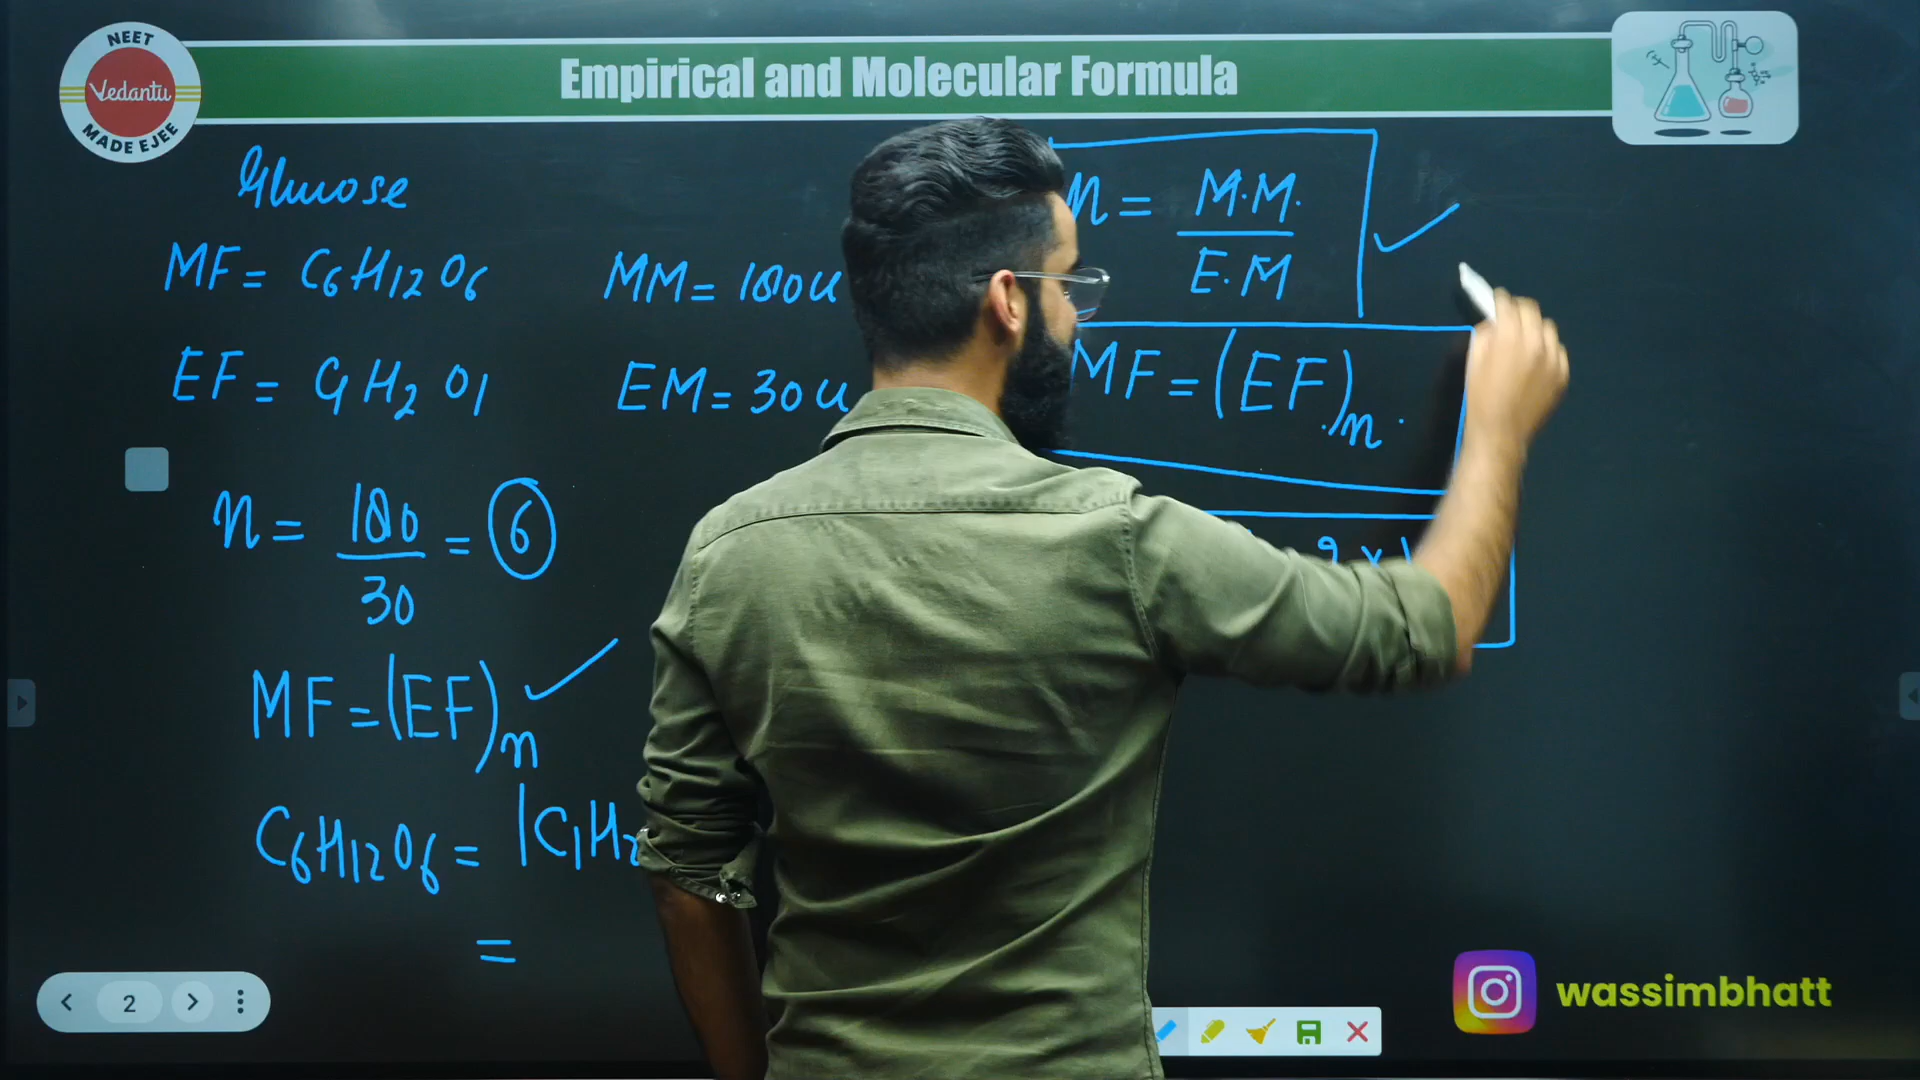 NEET
Vedantu
MADE EJEE
Empirical and Molecular Formula
Glucose
MF = C6H12O6
MM = 180u
EF = C1H2O1
EM = 30u
n = 180/30 = 6
MF = (EF)n
C6H12O6 = (C1H2
=
n = M.M./E.M
MF = (EF)n
2
wassimbhatt